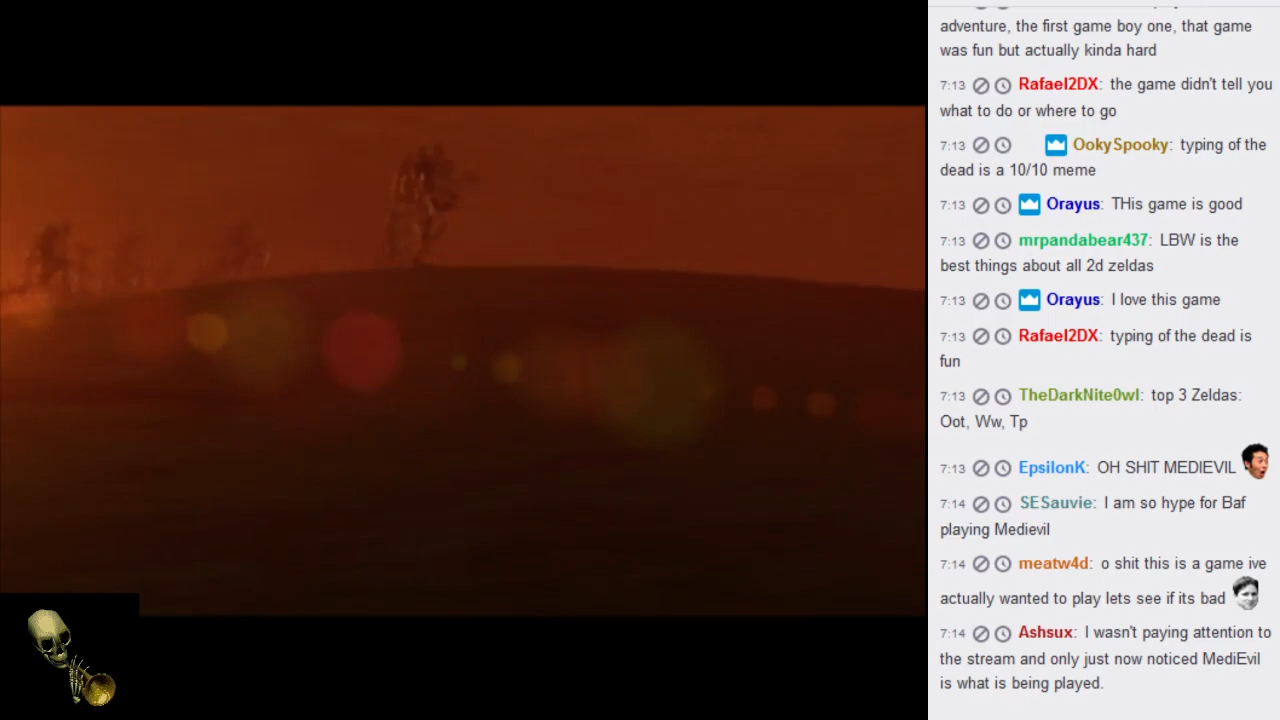 adventure, the first game boy one, that game
was fun but actually kinda hard
7:13 Rafael2DX: the game didn't tell you
what to do or where to go
7:13 OokySpooky: typing of the
dead is a 10/10 meme
7:13 Orayus: THis game is good
7:13 mrpandabear437: LBW is the
best things about all 2d zeldas
7:13 Orayus: I love this game
7:13 Rafael2DX: typing of the dead is
fun
7:13 TheDarkNite0wl: top 3 Zeldas:
Oot, Ww, Tp
7:13 EpsilonK: OH SHIT MEDIEVIL
7:14 SESauvie: I am so hype for Baf
playing Medievil
7:14 meatw4d: o shit this is a game ive
actually wanted to play lets see if its bad
7:14 Ashsux: I wasn't paying attention to
the stream and only just now noticed MediEvil
is what is being played.